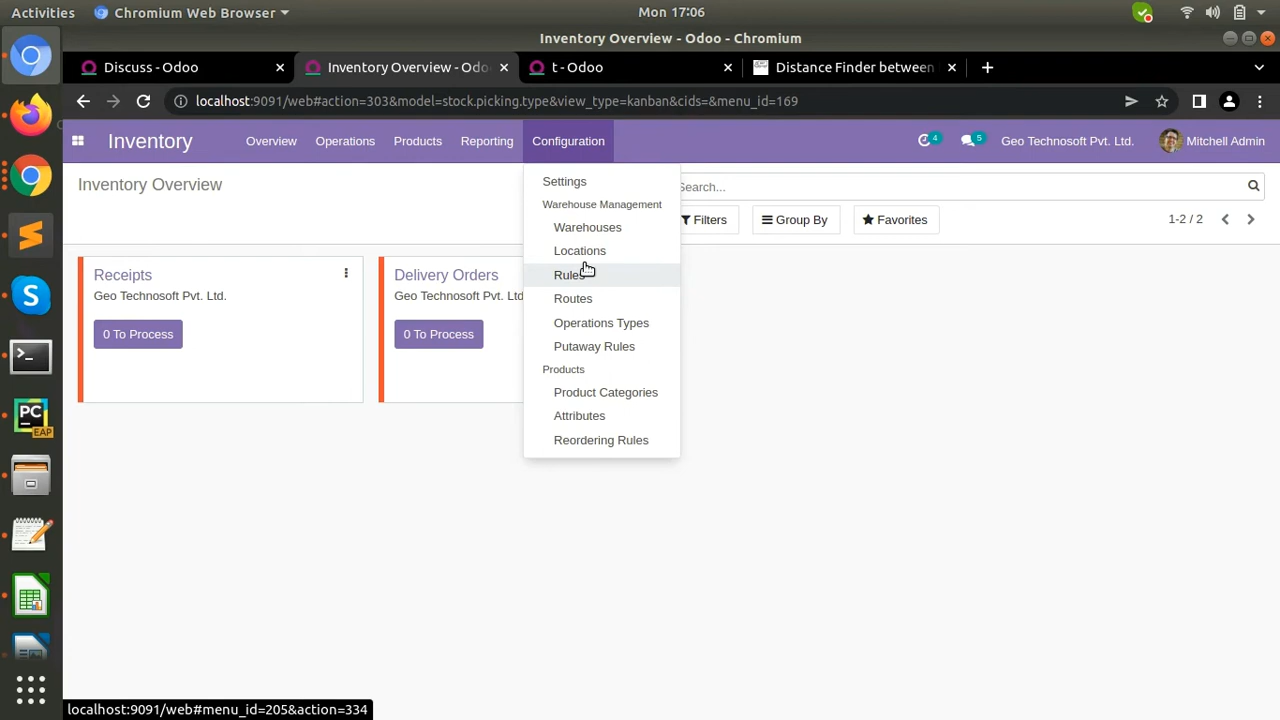 Activities
Chromium Web Browser
Mon 17:06
Inventory Overview - Odoo - Chromium
Discuss - Odoo
Inventory Overview - Odo
t - Odoo
Distance Finder between
localhost:9091/web#action=303&model=stock.picking.type&view_type=kanban&cids=&menu_id=169
Inventory
Overview
Operations
Products
Reporting
Configuration
4
5
Geo Technosoft Pvt. Ltd.
Mitchell Admin
Inventory Overview
Search...
Filters
Group By
Favorites
1-2 / 2
Settings
Warehouse Management
Warehouses
Locations
Rules
Routes
Operations Types
Putaway Rules
Products
Product Categories
Attributes
Reordering Rules
Receipts
Geo Technosoft Pvt. Ltd.
0 To Process
Delivery Orders
Geo Technosoft Pvt. Ltd
0 To Process
S
PC
EAP
localhost:9091/web#menu_id=205&action=334